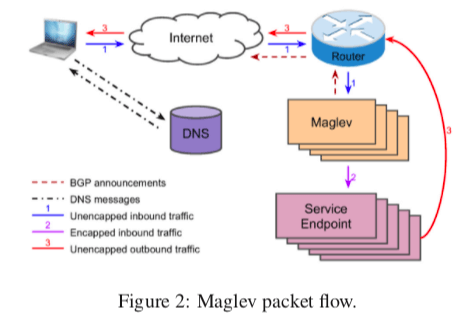 3
3
Internet
1
1
Router
1
DNS
Maglev
3
2
BGP announcements
DNS messages
1
Unencapped inbound traffic
2
Encapped inbound traffic
3
Unencapped outbound traffic
Service
Endpoint
Figure 2: Maglev packet flow.